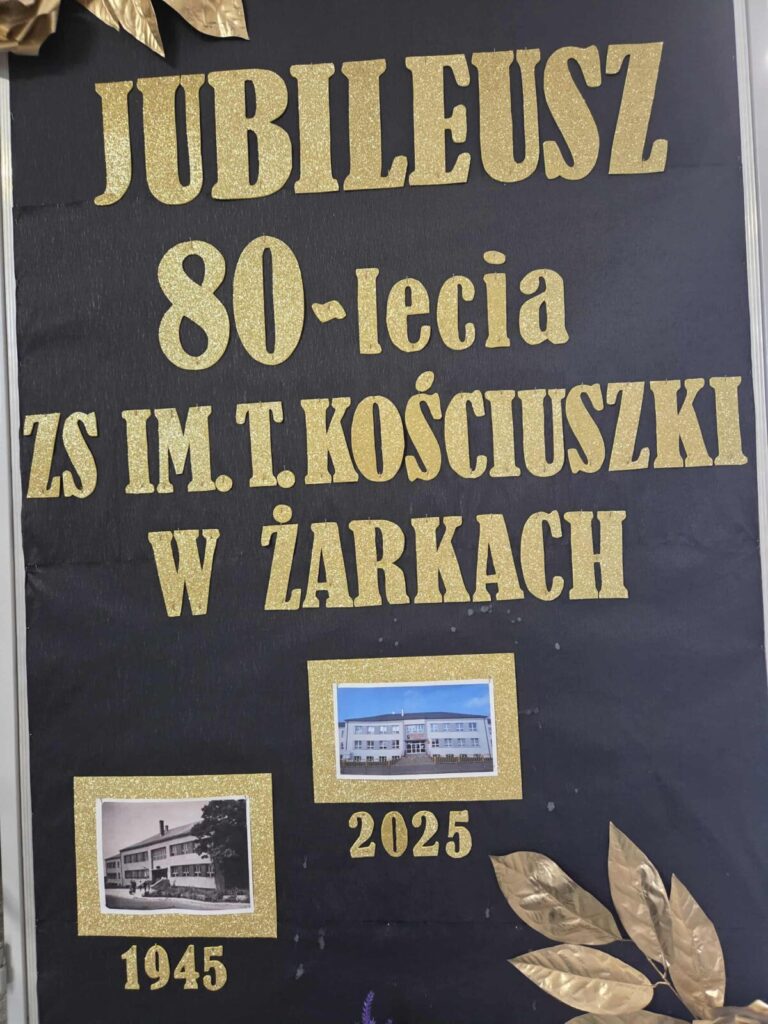 JUBILEUSZ
80-lecia
ZS IM. T. KOŚCIUSZKI
W ŻARKACH
2025
1945